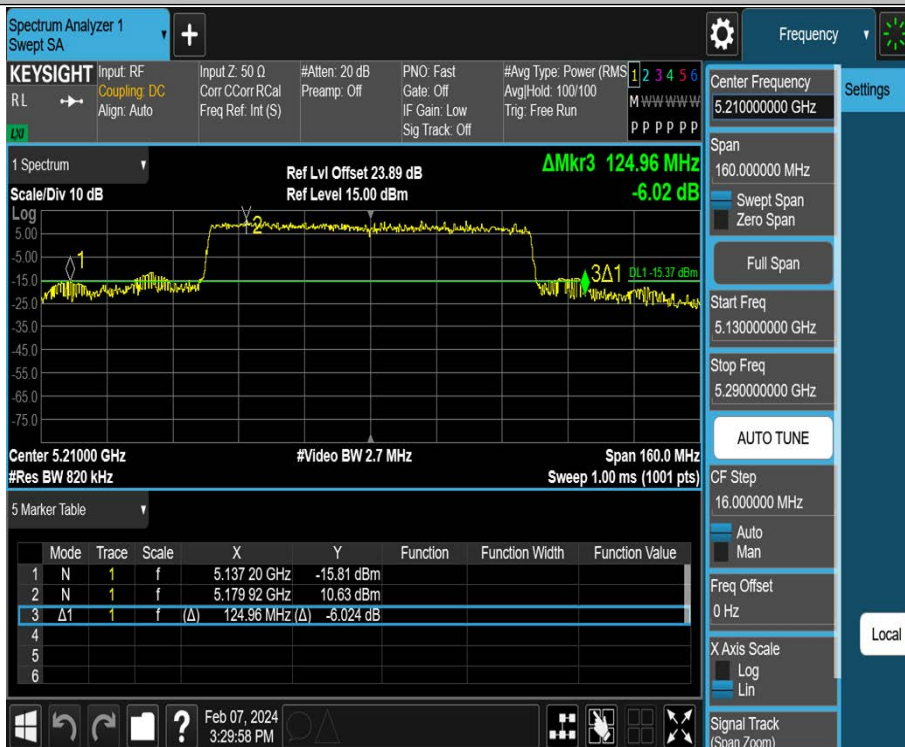 Spectrum Analyzer 1
Swept SA
+
Frequency
KEYSIGHT
RL
LXI
Input: RF
Coupling: DC
Align: Auto
Input Z: 50 Ω
Corr CCorr RCal
Freq Ref: Int (S)
#Atten: 20 dB
Preamp: Off
PNO: Fast
Gate: Off
IF Gain: Low
Sig Track: Off
#Avg Type: Power (RMS
Avg|Hold: 100/100
Trig: Free Run
1 2 3 4 5 6
M W W W W W
P P P P P P
1 Spectrum
Scale/Div 10 dB
Ref Lvl Offset 23.89 dB
Ref Level 15.00 dBm
ΔMkr3 124.96 MHz
-6.02 dB
Log
5.00
-5.00
-15.0
-25.0
-35.0
-45.0
-55.0
-65.0
-75.0
1
2
3Δ1
DL1 -15.37 dBm
Center 5.21000 GHz
#Video BW 2.7 MHz
Span 160.0 MHz
#Res BW 820 kHz
Sweep 1.00 ms (1001 pts)
5 Marker Table
Mode Trace Scale X Y Function Function Width Function Value
1 N 1 f 5.137 20 GHz -15.81 dBm
2 N 1 f 5.179 92 GHz 10.63 dBm
3 Δ1 1 f (Δ) 124.96 MHz (Δ) -6.024 dB
4
5
6
?
Feb 07, 2024
3:29:58 PM
Center Frequency
5.210000000 GHz
Settings
Span
160.000000 MHz
Swept Span
Zero Span
Full Span
Start Freq
5.130000000 GHz
Stop Freq
5.290000000 GHz
AUTO TUNE
CF Step
16.000000 MHz
Auto
Man
Freq Offset
0 Hz
Local
X Axis Scale
Log
Lin
Signal Track
(Span Zoom)